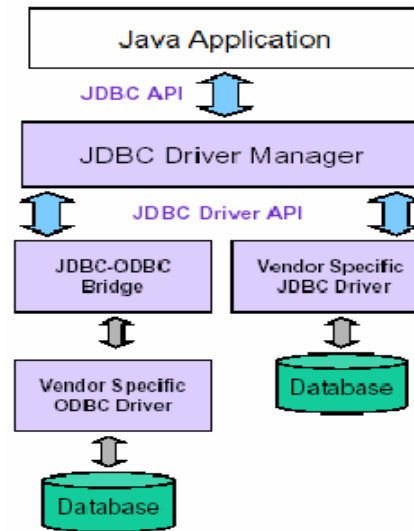 Java Application
JDBC API
JDBC Driver Manager
JDBC Driver API
JDBC-ODBC
Bridge
Vendor Specific
JDBC Driver
Vendor Specific
ODBC Driver
Database
Database